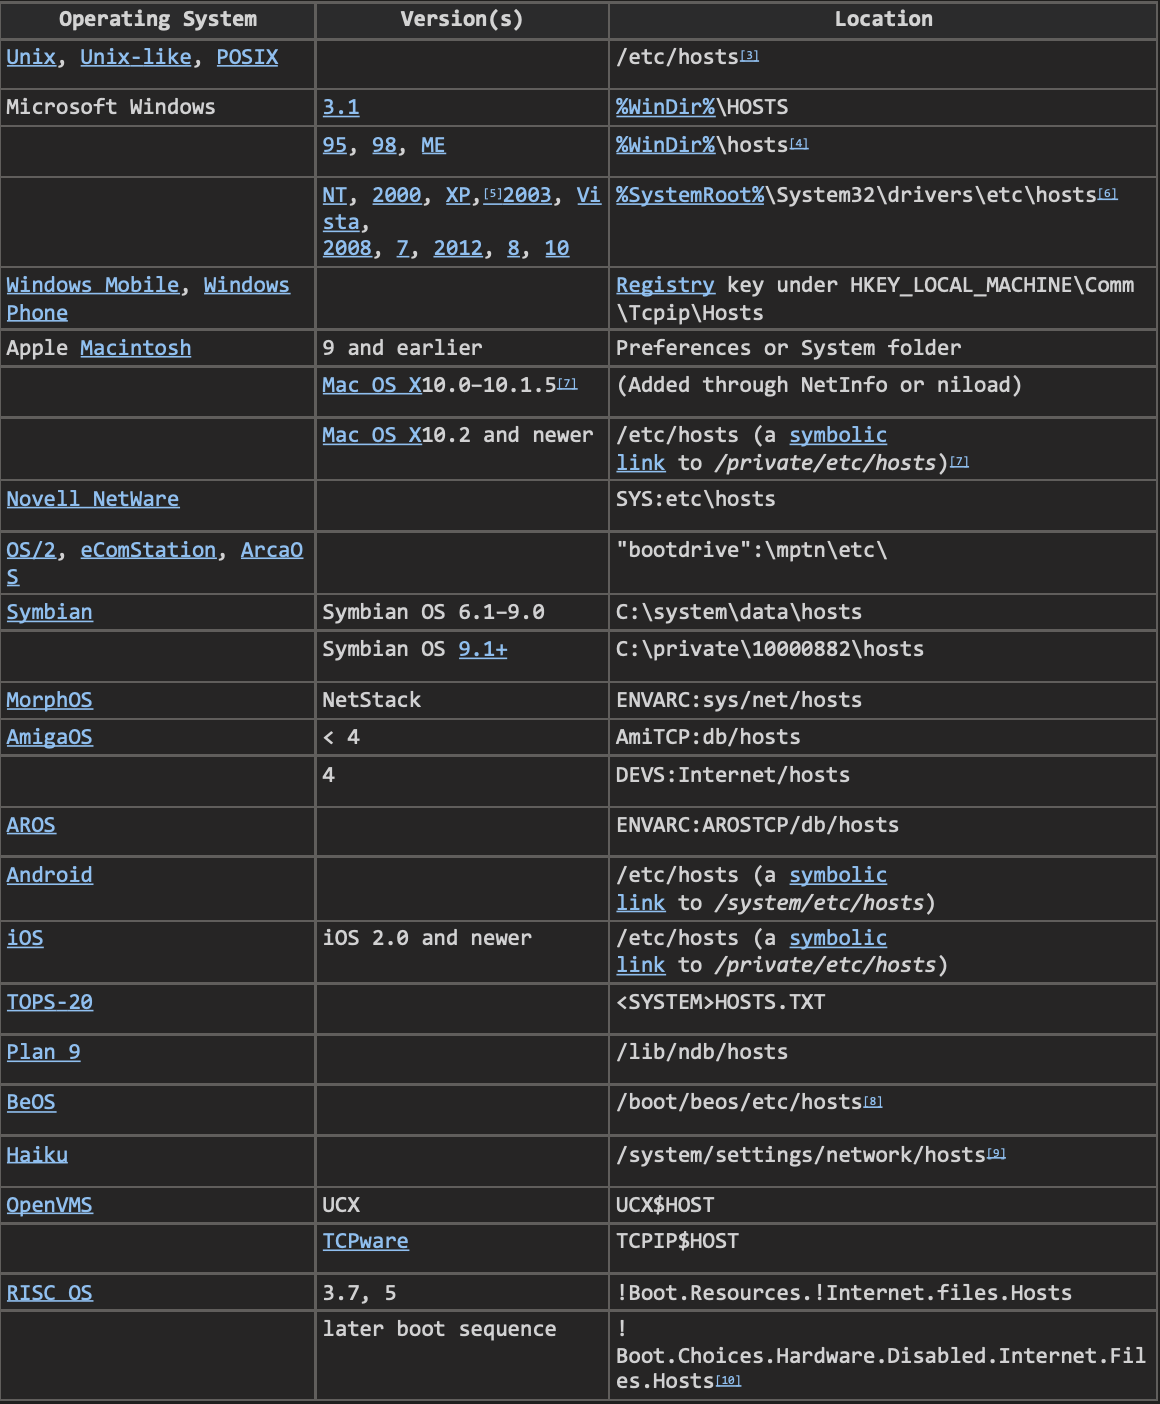 Operating System Version(s) Location
Unix, Unix-like, POSIX /etc/hosts[3]
Microsoft Windows 3.1 %WinDir%\HOSTS
95, 98, ME %WinDir%\hosts[4]
NT, 2000, XP,[5]2003, Vi %SystemRoot%\System32\drivers\etc\hosts[6]
sta,
2008, 7, 2012, 8, 10
Windows Mobile, Windows Registry key under HKEY_LOCAL_MACHINE\Comm
Phone \Tcpip\Hosts
Apple Macintosh 9 and earlier Preferences or System folder
Mac OS X10.0–10.1.5[7] (Added through NetInfo or niload)
Mac OS X10.2 and newer /etc/hosts (a symbolic
link to /private/etc/hosts)[7]
Novell NetWare SYS:etc\hosts
OS/2, eComStation, ArcaO "bootdrive":\mptn\etc\
S
Symbian Symbian OS 6.1–9.0 C:\system\data\hosts
Symbian OS 9.1+ C:\private\10000882\hosts
MorphOS NetStack ENVARC:sys/net/hosts
AmigaOS < 4 AmiTCP:db/hosts
4 DEVS:Internet/hosts
AROS ENVARC:AROSTCP/db/hosts
Android /etc/hosts (a symbolic
link to /system/etc/hosts)
iOS iOS 2.0 and newer /etc/hosts (a symbolic
link to /private/etc/hosts)
TOPS-20 <SYSTEM>HOSTS.TXT
Plan 9 /lib/ndb/hosts
BeOS /boot/beos/etc/hosts[8]
Haiku /system/settings/network/hosts[9]
OpenVMS UCX UCX$HOST
TCPware TCPIP$HOST
RISC OS 3.7, 5 !Boot.Resources.!Internet.files.Hosts
later boot sequence !
Boot.Choices.Hardware.Disabled.Internet.Fil
es.Hosts[10]